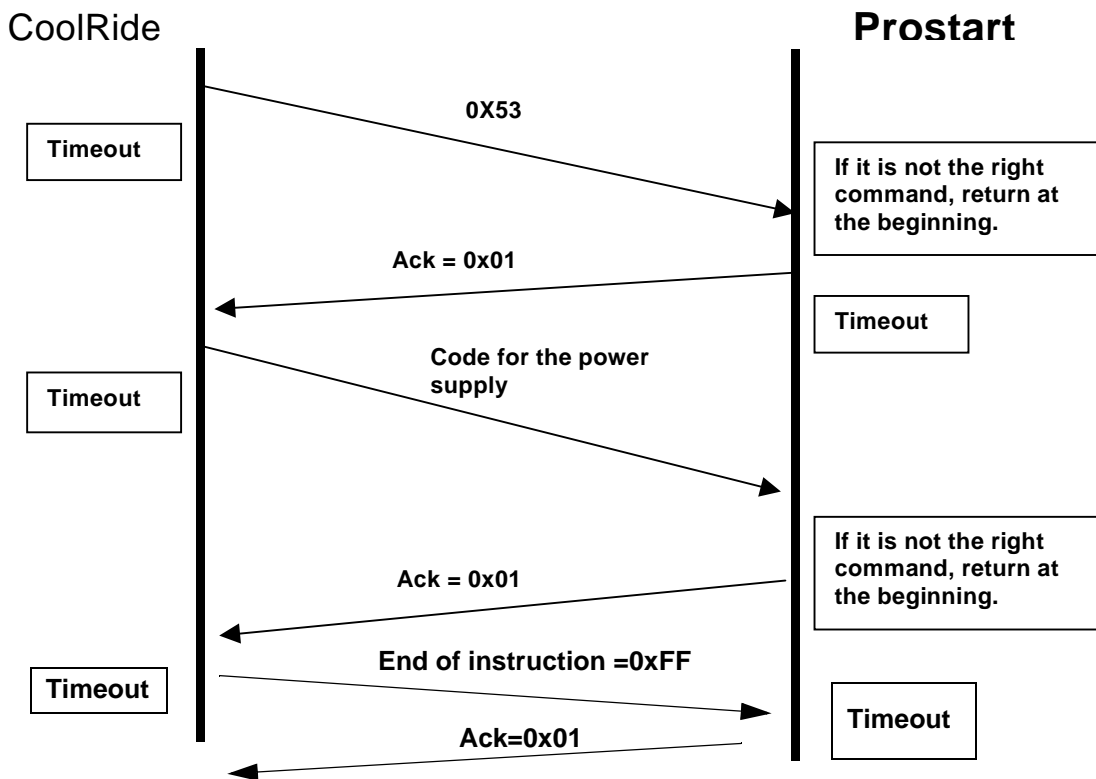 CoolRide
Prostart
0X53
Timeout
If it is not the right
command, return at
the beginning.
Ack = 0x01
Timeout
Code for the power
supply
Timeout
If it is not the right
command, return at
the beginning.
Ack = 0x01
End of instruction =0xFF
Timeout
Timeout
Ack=0x01